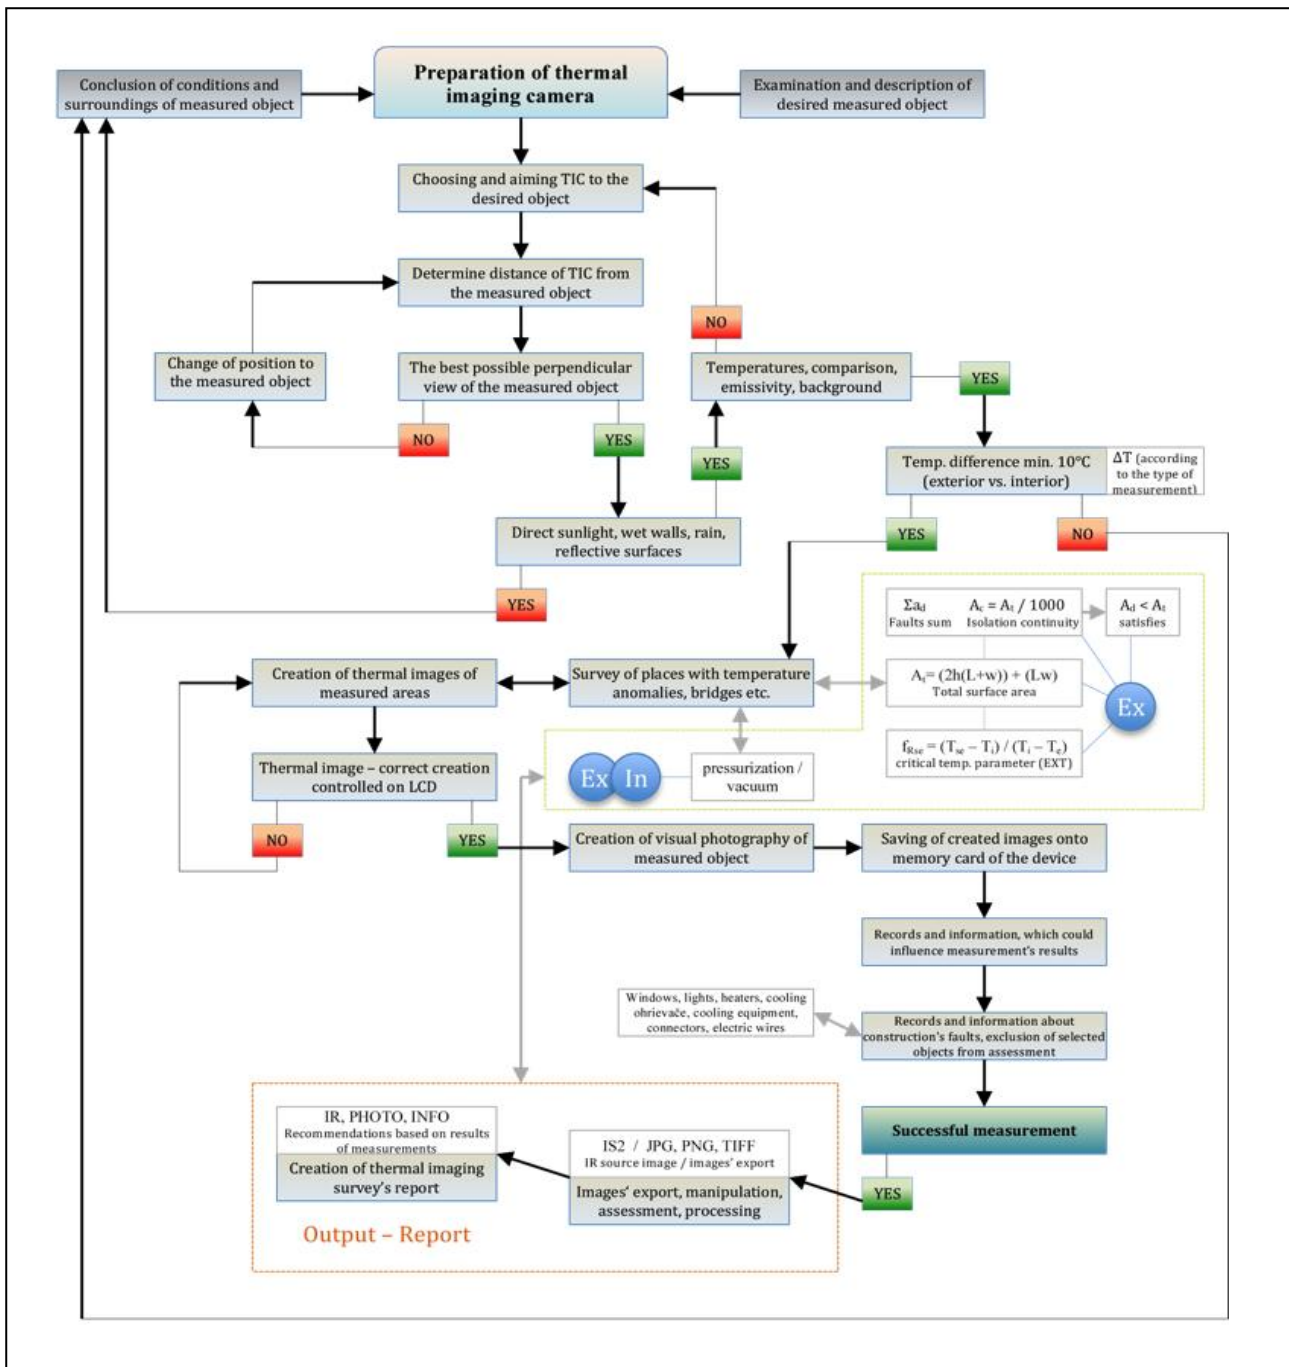 Conclusion of conditions and
surroundings of measured object
Preparation of thermal
imaging camera
Examination and description of
desired measured object
Choosing and aiming TIC to the
desired object
Determine distance of TIC from
the measured object
NO
Change of position to
the measured object
The best possible perpendicular
view of the measured object
Temperatures, comparison,
emissivity, background
YES
NO
YES
YES
Temp. difference min. 10°C
(exterior vs. interior)
ΔT (according
to the type of
measurement)
Direct sunlight, wet walls, rain,
reflective surfaces
YES
NO
YES
Σad
Faults sum
Ac = At / 1000
Isolation continuity
Ad < At
satisfies
Creation of thermal images of
measured areas
Survey of places with temperature
anomalies, bridges etc.
At= (2h(L+w)) + (Lw)
Total surface area
Ex
fRse = (Tse – Ti) / (Ti – Te)
critical temp. parameter (EXT)
Thermal image – correct creation
controlled on LCD
Ex In
pressurization /
vacuum
NO
YES
Creation of visual photography of
measured object
Saving of created images onto
memory card of the device
Records and information, which could
influence measurement's results
Windows, lights, heaters, cooling
ohrievače, cooling equipment,
connectors, electric wires
Records and information about
construction's faults, exclusion of selected
objects from assessment
Successful measurement
IR, PHOTO, INFO
Recommendations based on results
of measurements
Creation of thermal imaging
survey's report
IS2 / JPG, PNG, TIFF
IR source image / images' export
Images' export, manipulation,
assessment, processing
YES
Output – Report